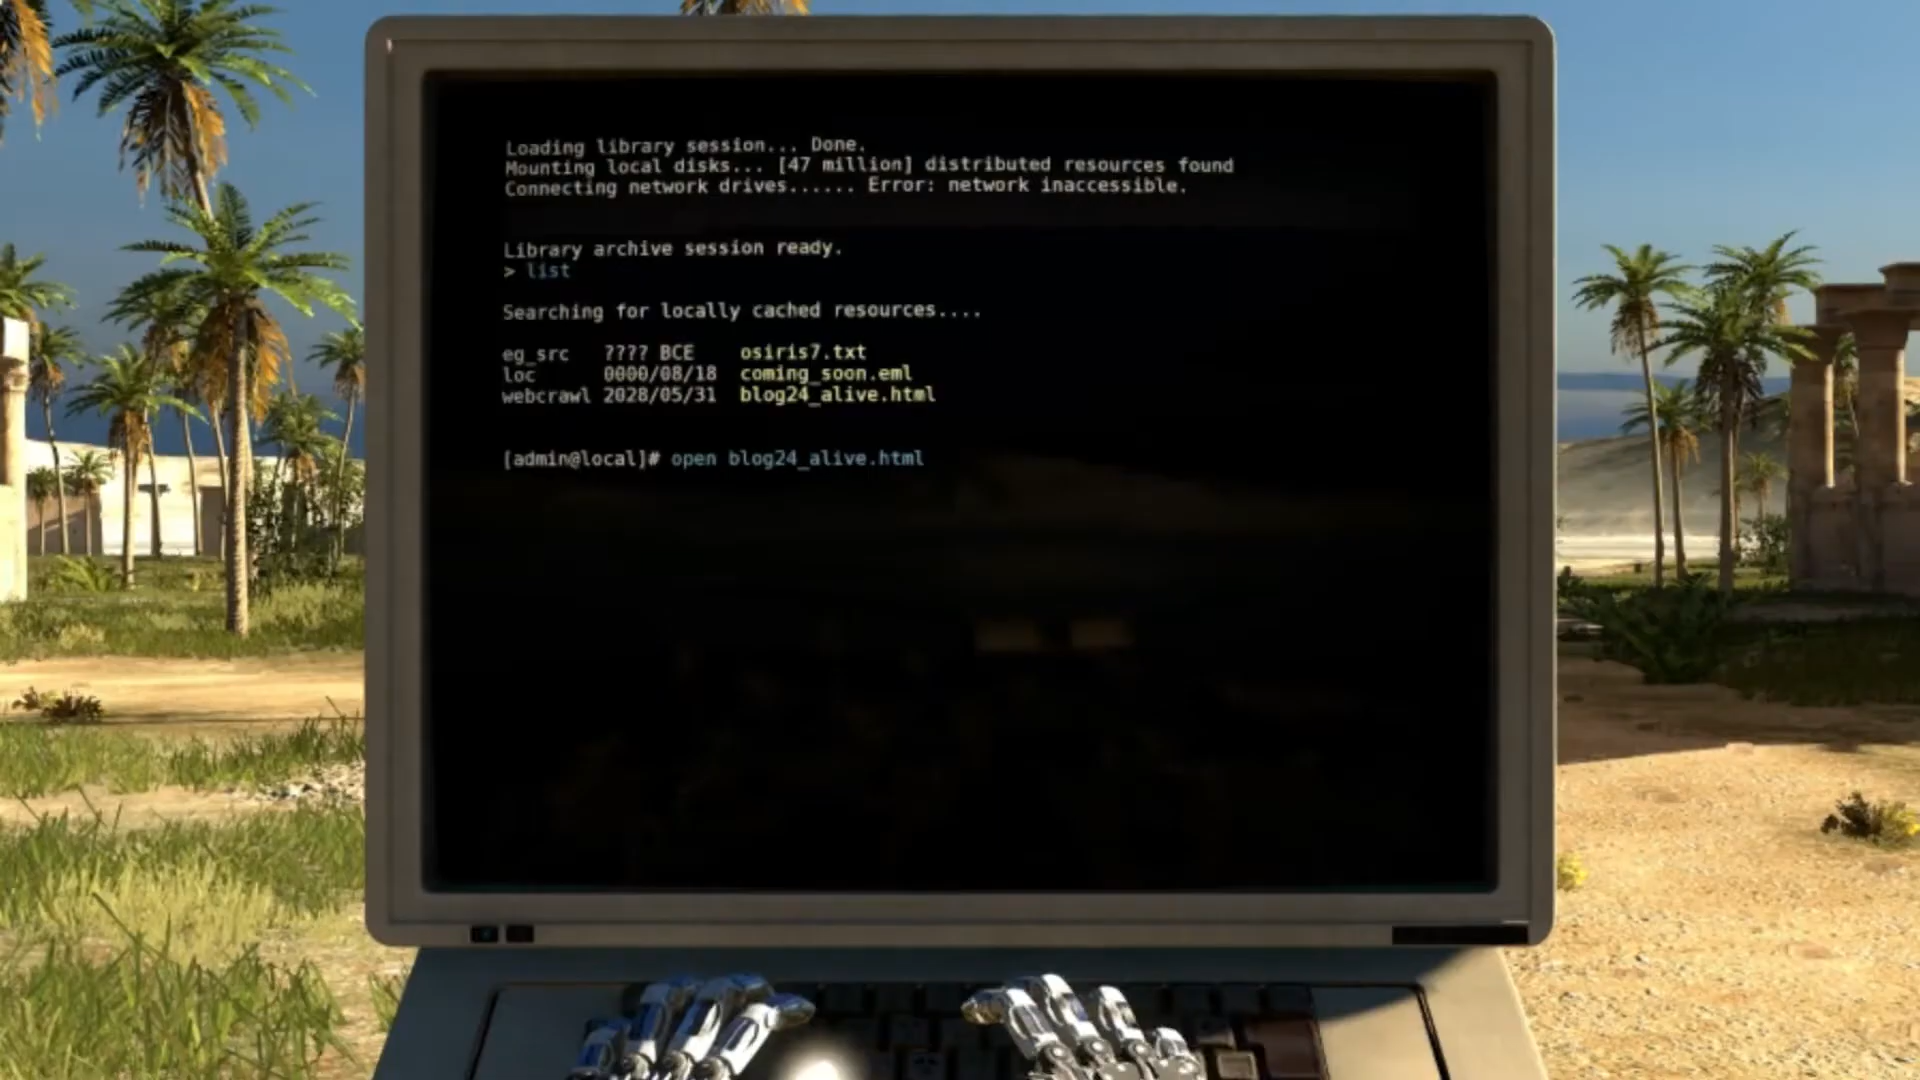 Loading library session... Done.
Mounting local disks... [47 million] distributed resources found
Connecting network drives...... Error: network inaccessible.
Library archive session ready.
> list
Searching for locally cached resources....
eg_src ???? BCE osiris7.txt
loc 0000/08/18 coming_soon.eml
webcrawl 2028/05/31 blog24_alive.html
[admin@local]# open blog24_alive.html